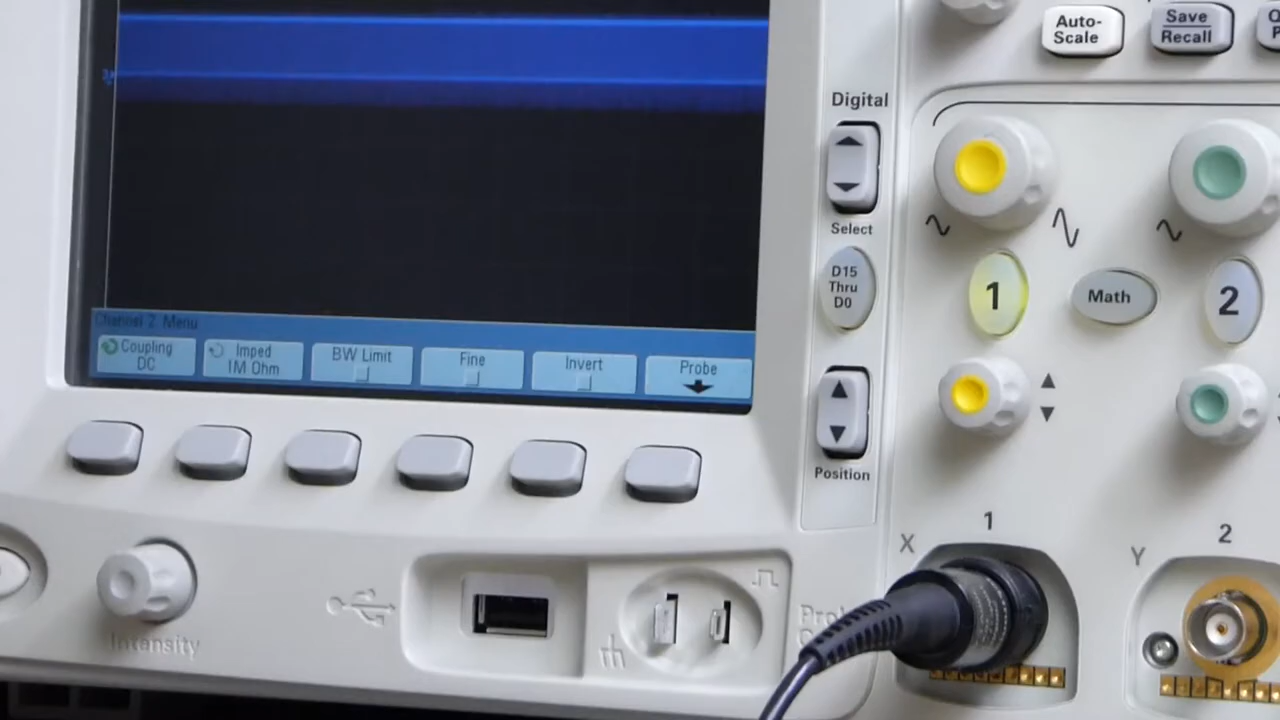 Auto-
Scale
Save
Recall
Digital
Select
D15
Thru
D0
1
Math
2
Channel 2 Menu
Coupling
DC
Imped
1M Ohm
BW Limit
Fine
Invert
Probe
Position
X
1
Y
2
Intensity